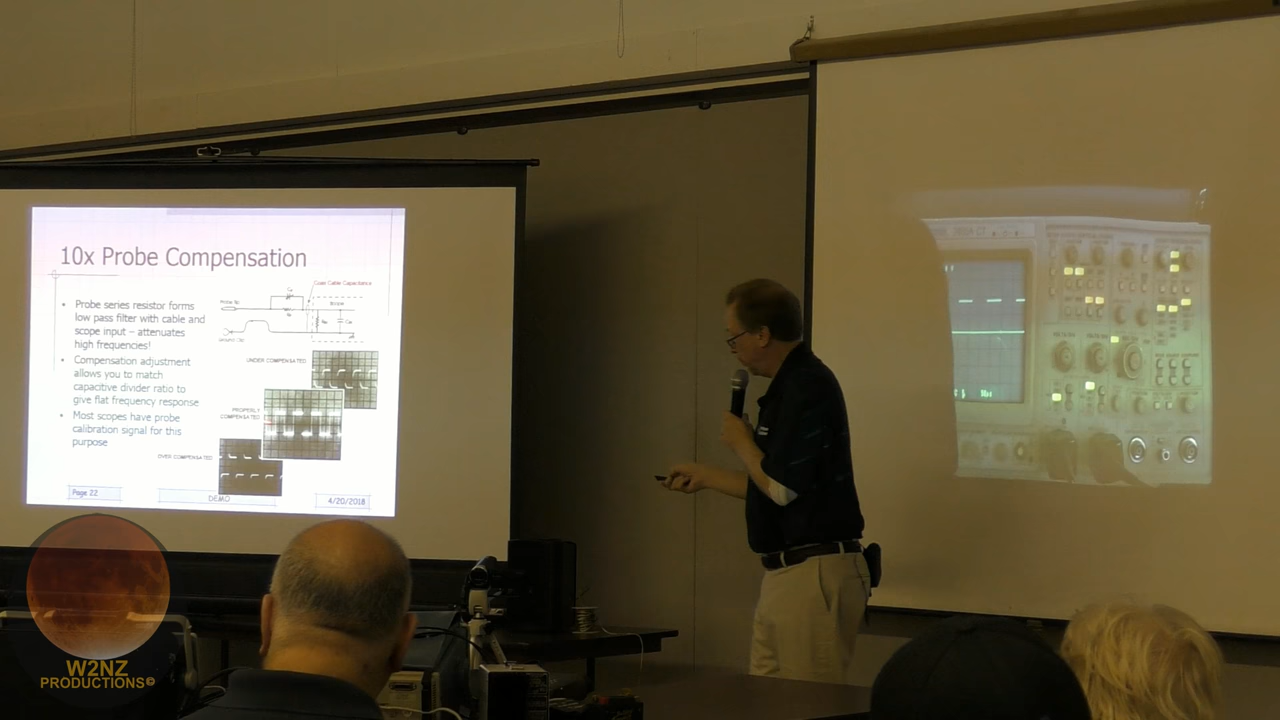 10x Probe Compensation
Probe series resistor forms
low pass filter with cable and
scope input – attenuates
high frequencies!
Compensation adjustment
allows you to match
capacitive divider ratio to
give flat frequency response
Most scopes have probe
calibration signal for this
purpose
Coax Cable Capacitance
UNDER COMPENSATED
PROPERLY
COMPENSATED
OVER COMPENSATED
Page 22
DEMO
4/20/2018
W2NZ
PRODUCTIONS©